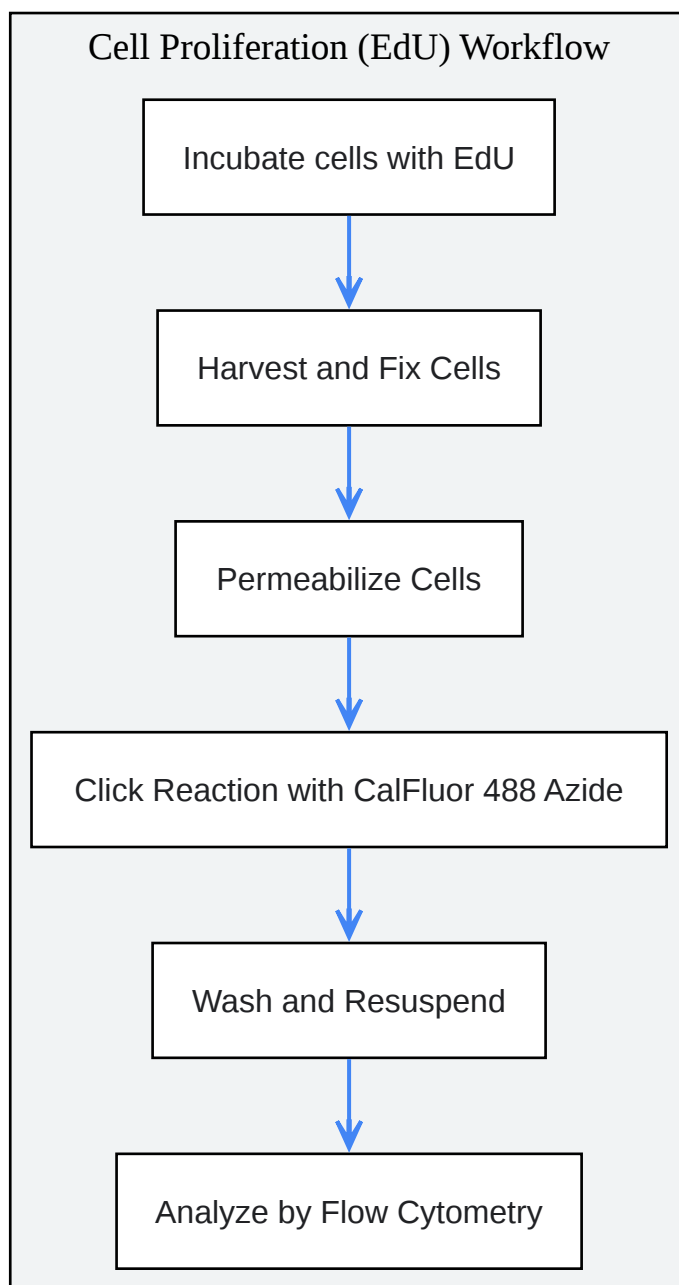 Cell Proliferation (EdU) Workflow
Incubate cells with EdU
Harvest and Fix Cells
Permeabilize Cells
Click Reaction with CalFluor 488 Azide
Wash and Resuspend
Analyze by Flow Cytometry